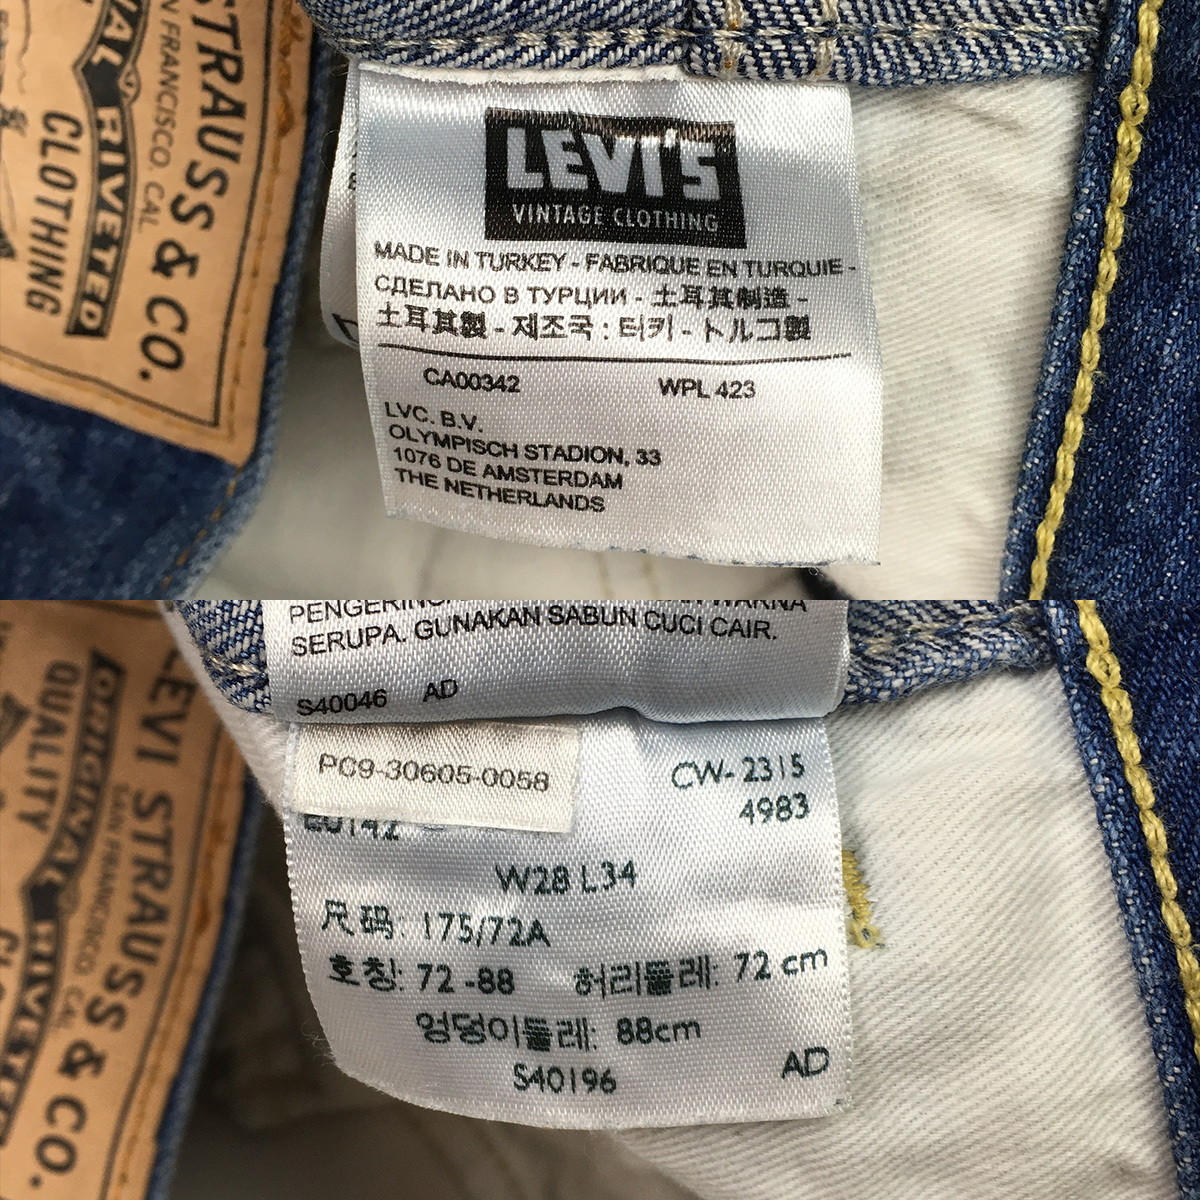 STRAUSS & CO.
FRANCISCO, CAL.
RIVETED
CLOTHING
LEVI'S
VINTAGE CLOTHING
MADE IN TURKEY - FABRIQUE EN TURQUIE -
СДЕЛАНО В ТУРЦИИ - 土耳其制造 -
土耳其製 - 제조국 : 터키 - トルコ製
CA00342 WPL 423
LVC. B.V.
OLYMPISCH STADION, 33
1076 DE AMSTERDAM
THE NETHERLANDS
LEVI STRAUSS & CO.
SAN FRANCISCO, CAL.
ORIGINAL RIVETED
QUALITY
SERUPA. GUNAKAN SABUN CUCI CAIR.
S40046 AD
PC9-30605-0058
CW- 2315
4983
W28 L34
尺码: 175/72A
호칭: 72 -88 허리둘레: 72 cm
엉덩이둘레: 88cm
S40196 AD